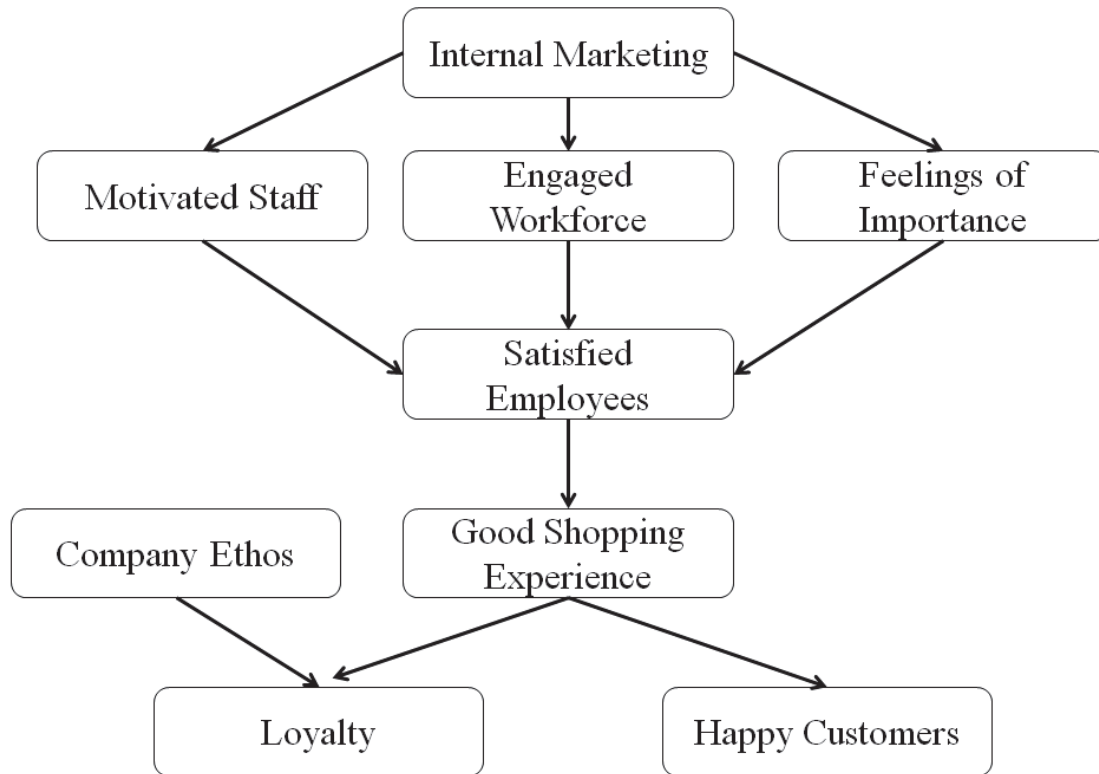 Internal Marketing
Motivated Staff
Engaged
Workforce
Feelings of
Importance
Satisfied
Employees
Company Ethos
Good Shopping
Experience
Loyalty
Happy Customers